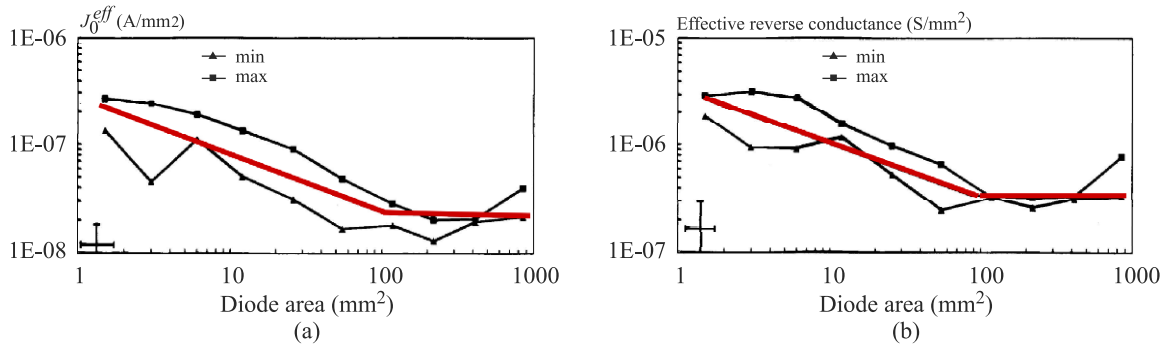 J₀ᵉᶠᶠ (A/mm2)
1E-06
min
max
1E-07
1E-08
1 10 100 1000
Diode area (mm²)
(a)
Effective reverse conductance (S/mm²)
1E-05
min
max
1E-06
1E-07
1 10 100 1000
Diode area (mm²)
(b)